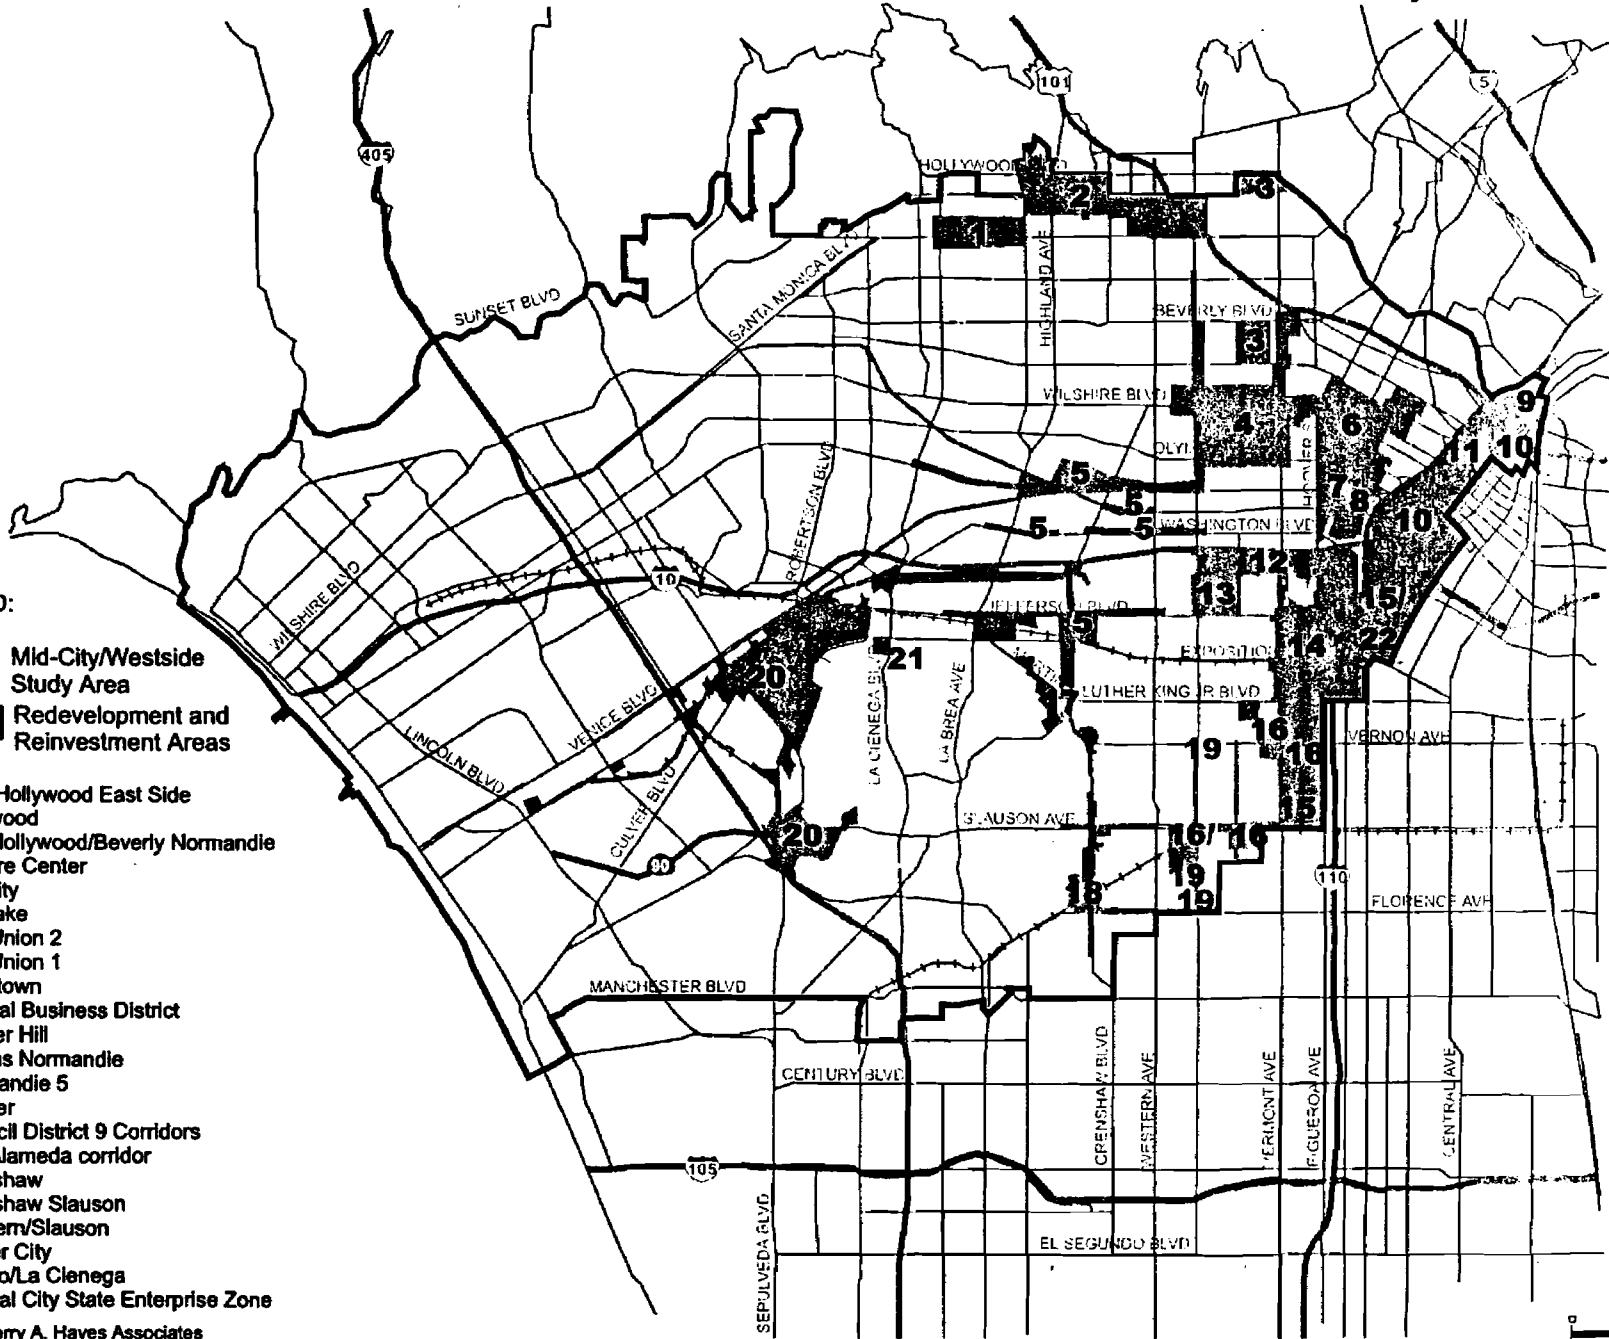 101
5
405
HOLLYWOOD
2
3
1
HIGHLAND AVE
SANTA MONICA BLVD
SUNSET BLVD
BEVERLY BLVD
3
WILSHIRE BLVD
4
6
9
11
10
5
7
8
5
10
5
5
WASHINGTON BLVD
ROBERTSON BLVD
12
10
WILSHIRE BLVD
13
15/
JEFFERSON BLVD
5
14
22
EXPOSITION
21
20
LUTHER KING JR BLVD
17
16
VERNON AVE
19
16
VENICE BLVD
LINCOLN BLVD
LA CIENEGA
LA BREA AVE
15
SLAUSON AVE
16/
16
CULVER BLVD
20
90
19
110
18
19
FLORENCE AVE
MANCHESTER BLVD
CENTURY BLVD
CRENSHAW BLVD
WESTERN AVE
VERMONT AVE
FIGUEROA AVE
CENTRAL AVE
105
SEPULVEDA BLVD
EL SEGUNDO BLVD
D:
Mid-City/Westside
Study Area
Redevelopment and
Reinvestment Areas
Hollywood East Side
wood
Hollywood/Beverly Normandie
re Center
ity
ake
Union 2
Union 1
town
al Business District
er Hill
as Normandie
andie 5
er
cil District 9 Corridors
lameda corridor
shaw
shaw Slauson
ern/Slauson
r City
o/La Cienega
al City State Enterprise Zone
erry A. Hayes Associates